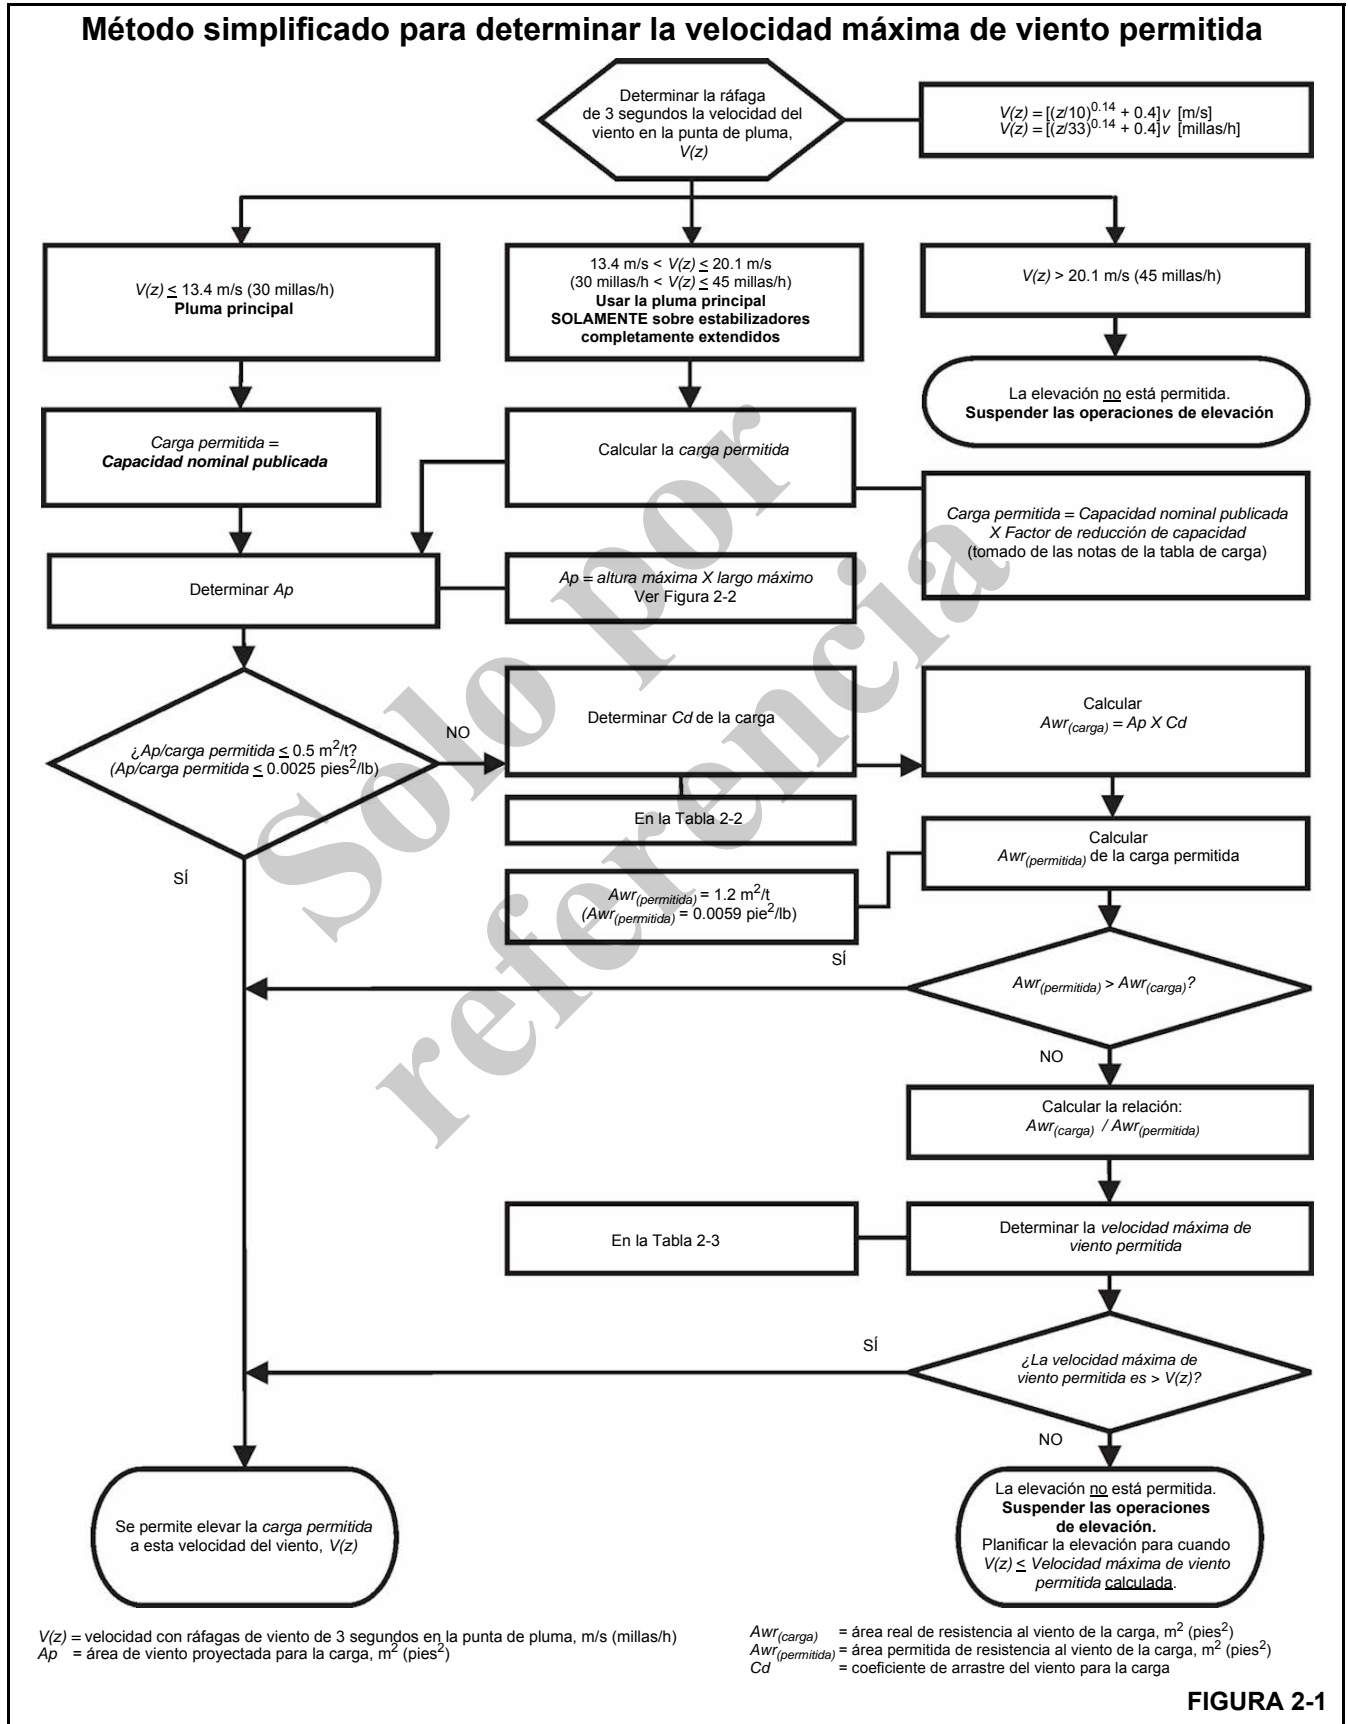 Método simplificado para determinar la velocidad máxima de viento permitida
Determinar la ráfaga
de 3 segundos la velocidad del
viento en la punta de pluma,
V(z)
V(z) = [(z/10)^0.14 + 0.4]v [m/s]
V(z) = [(z/33)^0.14 + 0.4]v [millas/h]
V(z) ≤ 13.4 m/s (30 millas/h)
Pluma principal
13.4 m/s < V(z) ≤ 20.1 m/s
(30 millas/h < V(z) ≤ 45 millas/h)
Usar la pluma principal
SOLAMENTE sobre estabilizadores
completamente extendidos
V(z) > 20.1 m/s (45 millas/h)
La elevación no está permitida.
Suspender las operaciones de elevación
Carga permitida =
Capacidad nominal publicada
Calcular la carga permitida
Carga permitida = Capacidad nominal publicada
X Factor de reducción de capacidad
(tomado de las notas de la tabla de carga)
Determinar Ap
Ap = altura máxima X largo máximo
Ver Figura 2-2
¿Ap/carga permitida ≤ 0.5 m²/t?
(Ap/carga permitida ≤ 0.0025 pies²/lb)
NO
SÍ
Determinar Cd de la carga
En la Tabla 2-2
Calcular
Awr(carga) = Ap X Cd
Calcular
Awr(permitida) de la carga permitida
Awr(permitida) = 1.2 m²/t
(Awr(permitida) = 0.0059 pie²/lb)
SÍ
Awr(permitida) > Awr(carga)?
NO
Calcular la relación:
Awr(carga) / Awr(permitida)
En la Tabla 2-3
Determinar la velocidad máxima de
viento permitida
SÍ
¿La velocidad máxima de
viento permitida es > V(z)?
NO
Se permite elevar la carga permitida
a esta velocidad del viento, V(z)
La elevación no está permitida.
Suspender las operaciones
de elevación.
Planificar la elevación para cuando
V(z) ≤ Velocidad máxima de viento
permitida calculada.
V(z) = velocidad con ráfagas de viento de 3 segundos en la punta de pluma, m/s (millas/h)
Ap = área de viento proyectada para la carga, m² (pies²)
Awr(carga) = área real de resistencia al viento de la carga, m² (pies²)
Awr(permitida) = área permitida de resistencia al viento de la carga, m² (pies²)
Cd = coeficiente de arrastre del viento para la carga
FIGURA 2-1
Solo por
referencia